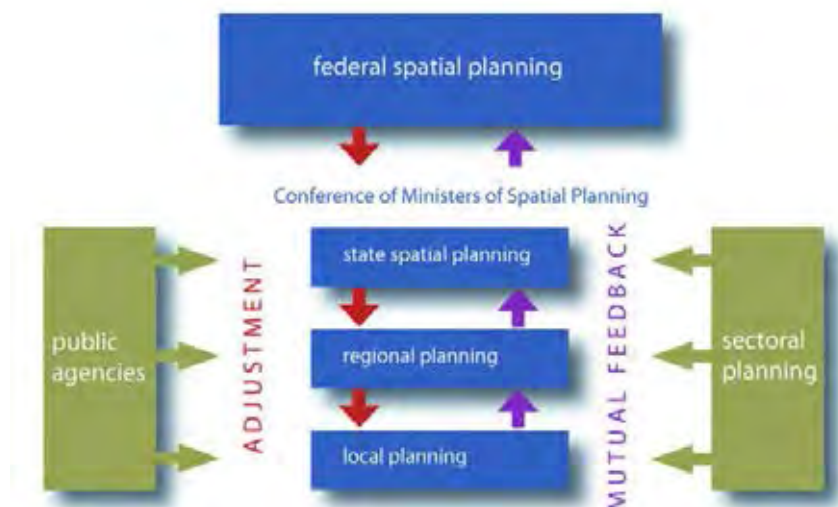 federal spatial planning
Conference of Ministers of Spatial Planning
state spatial planning
public
agencies
ADJUSTMENT
regional planning
MUTUAL FEEDBACK
sectoral
planning
local planning